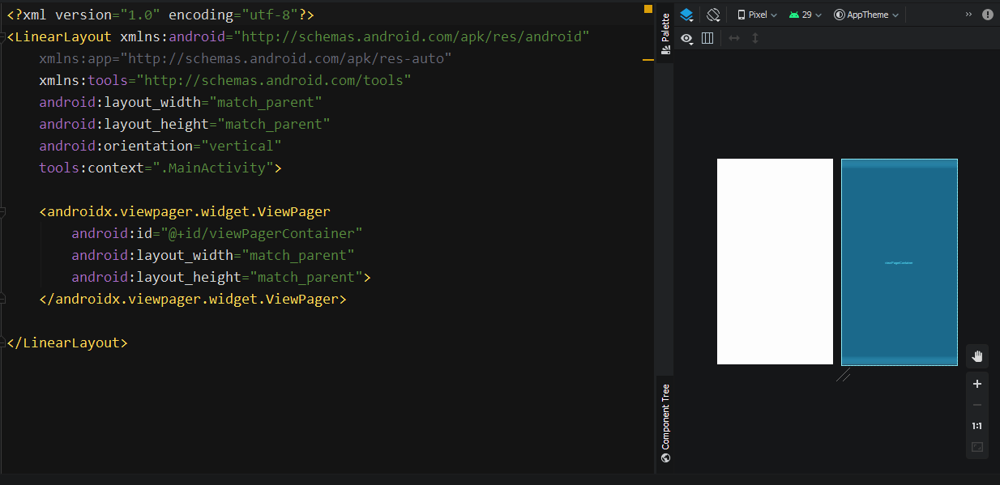 <?xml version="1.0" encoding="utf-8"?>
<LinearLayout xmlns:android="http://schemas.android.com/apk/res/android"
    xmlns:app="http://schemas.android.com/apk/res-auto"
    xmlns:tools="http://schemas.android.com/tools"
    android:layout_width="match_parent"
    android:layout_height="match_parent"
    android:orientation="vertical"
    tools:context=".MainActivity">

    <androidx.viewpager.widget.ViewPager
        android:id="@+id/viewPagerContainer"
        android:layout_width="match_parent"
        android:layout_height="match_parent">
    </androidx.viewpager.widget.ViewPager>

</LinearLayout>
Palette
Component Tree
Pixel 29 AppTheme
viewPagerContainer
1:1